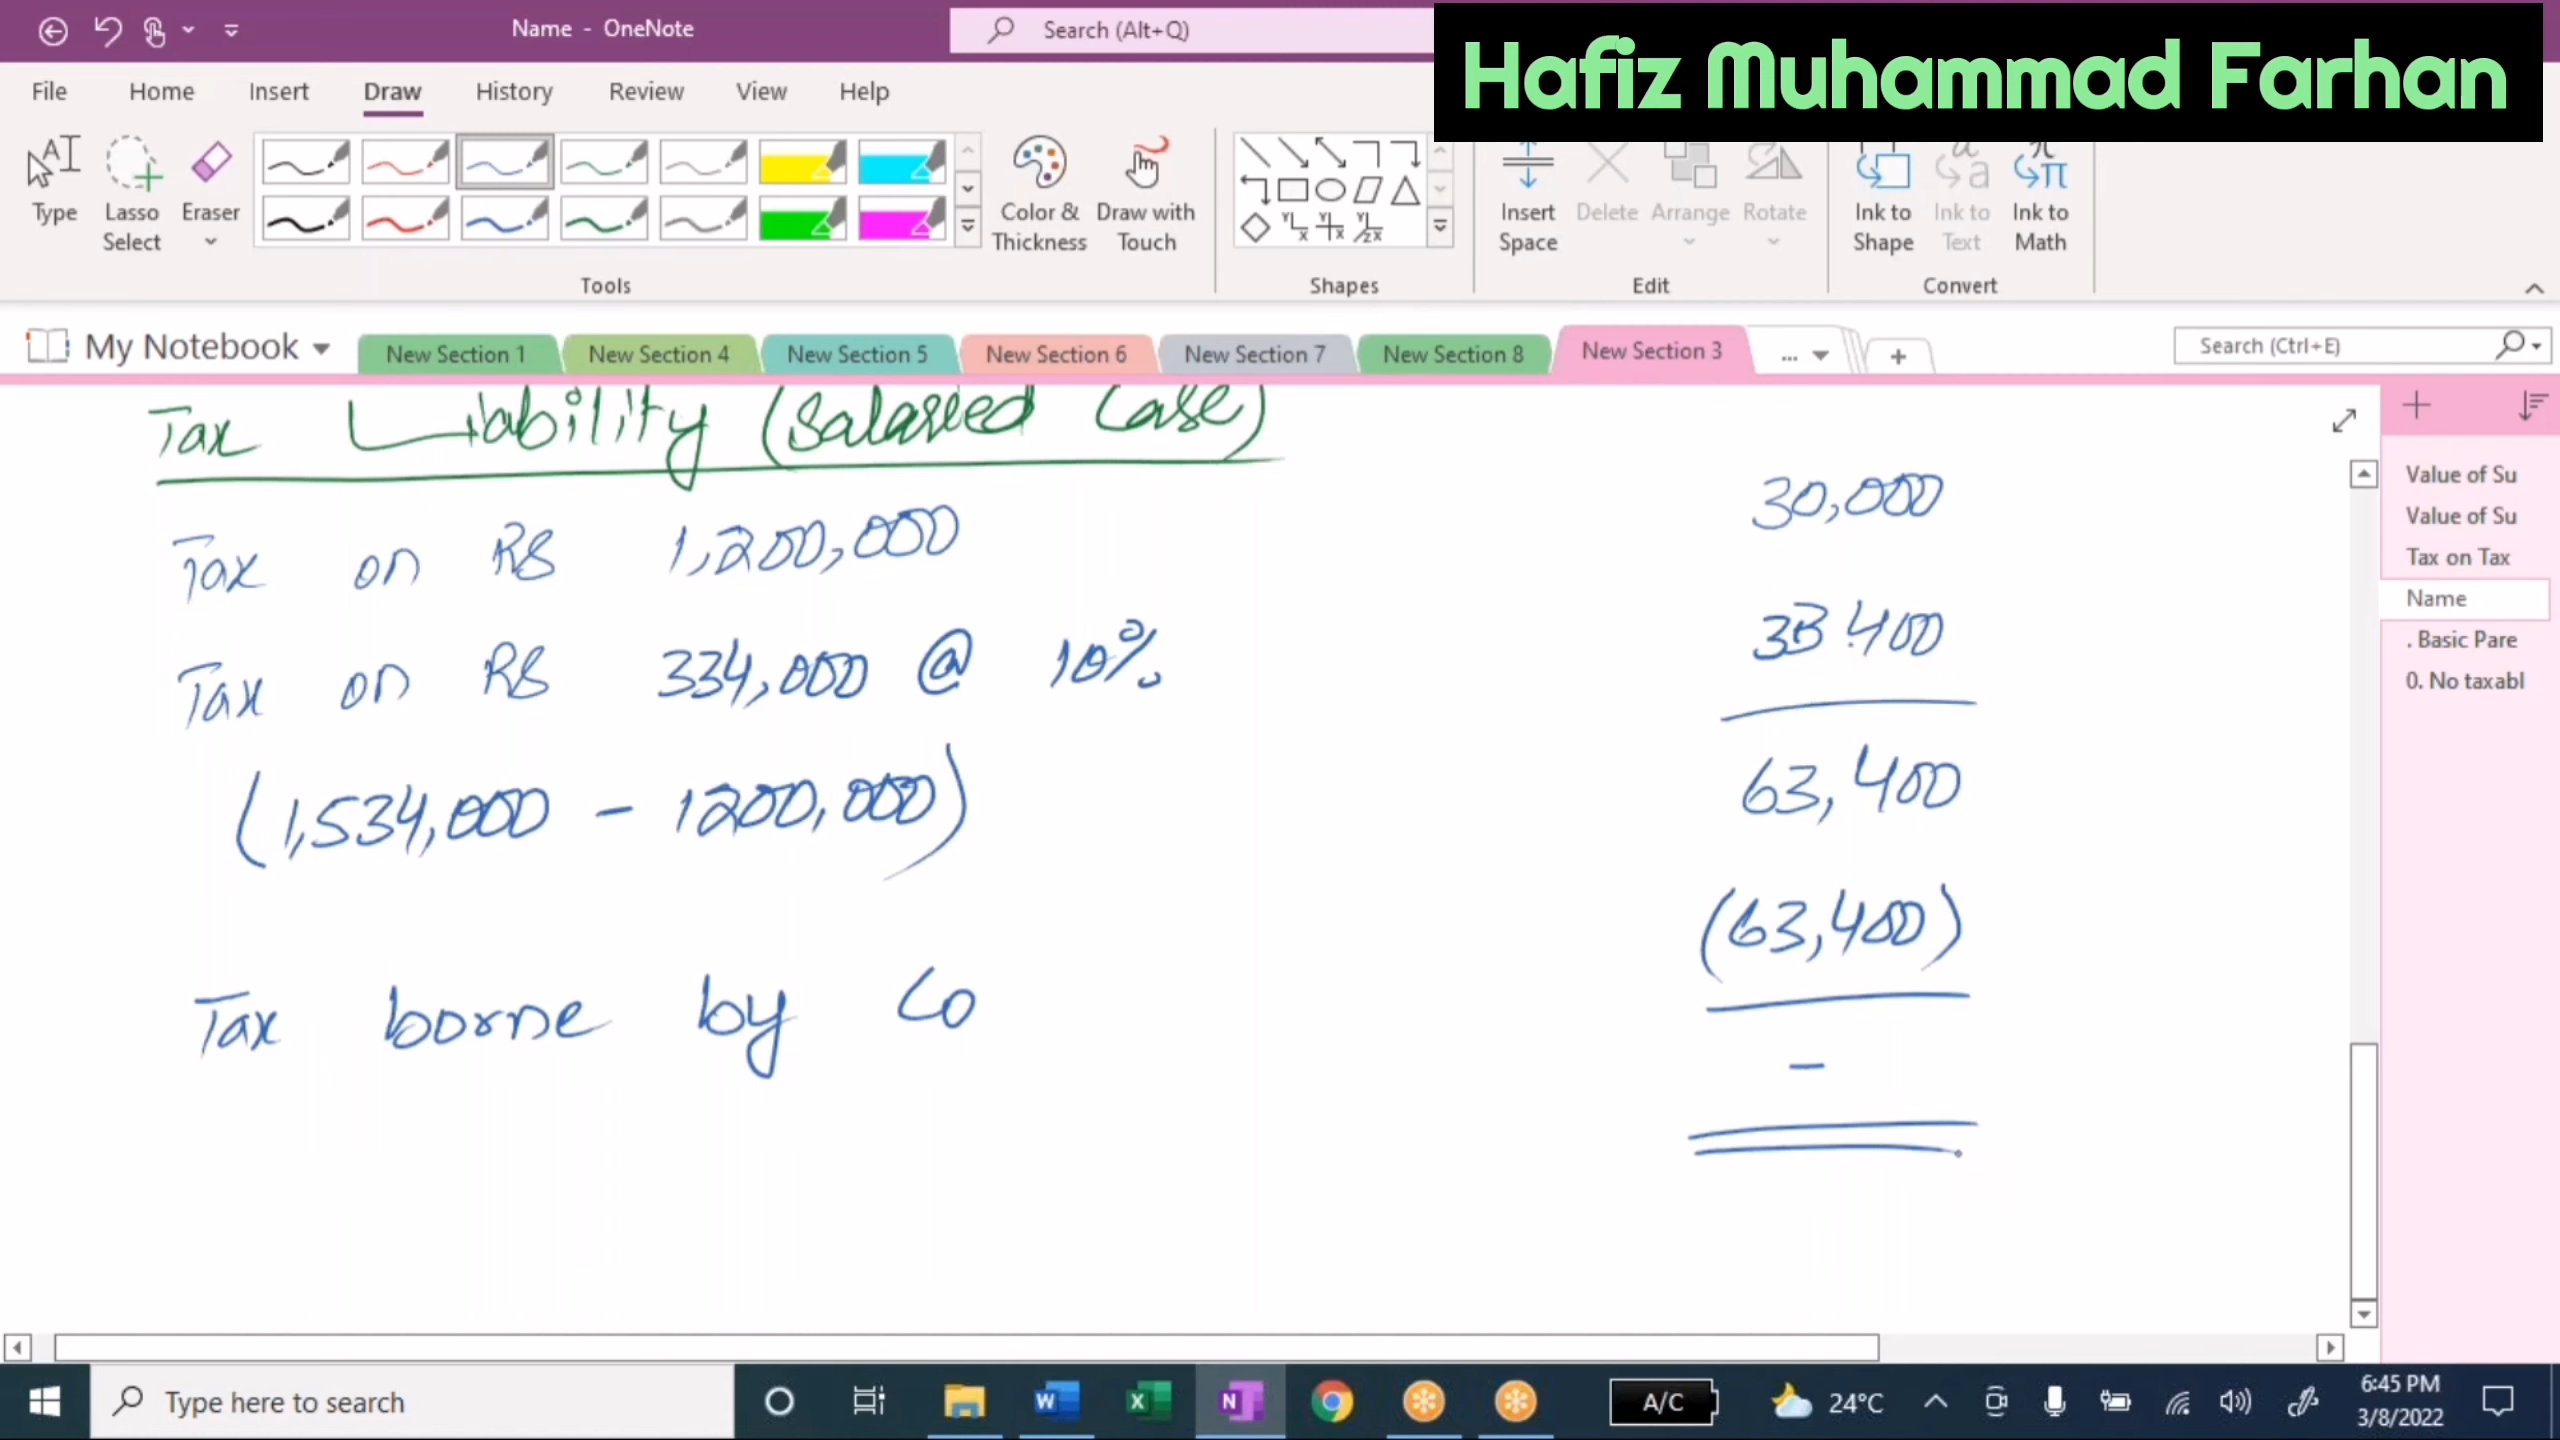 Name - OneNote
Search (Alt+Q)
Hafiz Muhammad Farhan
File Home Insert Draw History Review View Help
Type
Lasso Select
Eraser
Color & Thickness
Draw with Touch
Insert Space
Delete
Arrange
Rotate
Ink to Shape
Ink to Text
Ink to Math
Tools
Shapes
Edit
Convert
My Notebook
New Section 1
New Section 4
New Section 5
New Section 6
New Section 7
New Section 8
New Section 3
...
Search (Ctrl+E)
Tax Liability (Salaried Case)
Tax on RS 1,200,000 30,000
Tax on RS 334,000 @ 10% 33400
(1,534,000 - 1200,000) 63,400
(63,400)
Tax borne by Co
-
Value of Su
Value of Su
Tax on Tax
Name
. Basic Pare
0. No taxabl
Type here to search
A/C
24°C
6:45 PM
3/8/2022